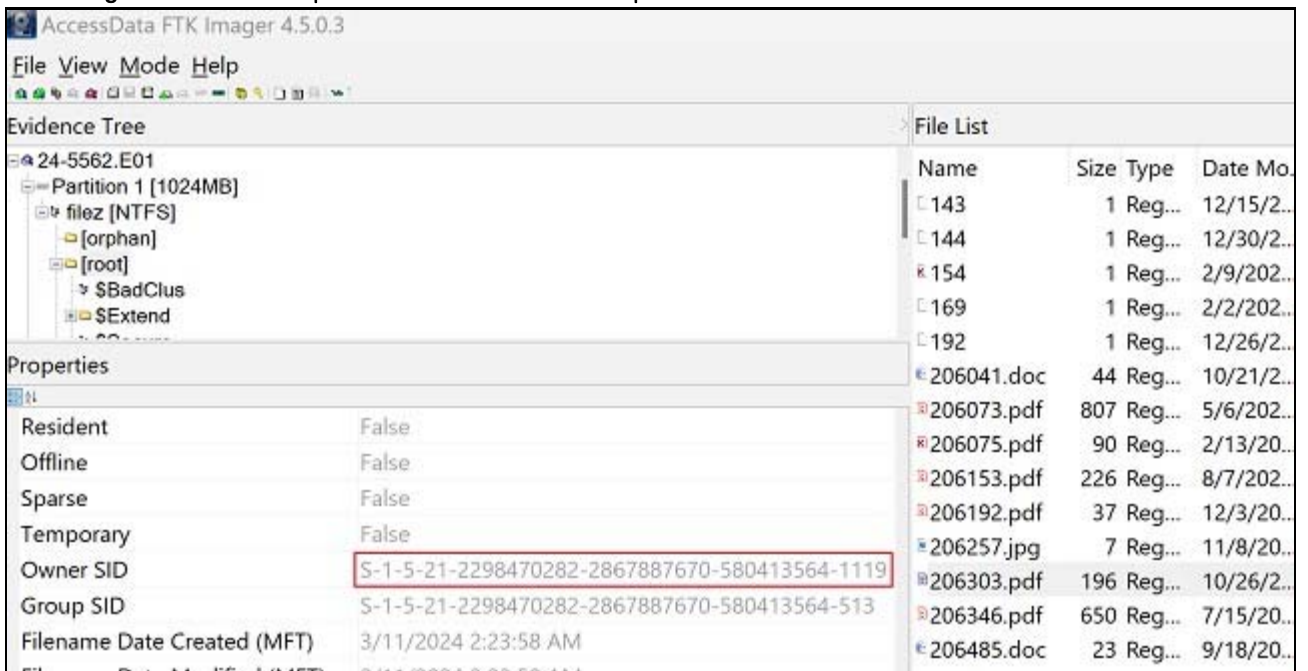 AccessData FTK Imager 4.5.0.3
File View Mode Help
Evidence Tree
24-5562.E01
Partition 1 [1024MB]
filez [NTFS]
[orphan]
[root]
$BadClus
$Extend
Properties
Resident False
Offline False
Sparse False
Temporary False
Owner SID S-1-5-21-2298470282-2867887670-580413564-1119
Group SID S-1-5-21-2298470282-2867887670-580413564-513
Filename Date Created (MFT) 3/11/2024 2:23:58 AM
File List
Name Size Type Date Mo.
143 1 Reg... 12/15/2...
144 1 Reg... 12/30/2...
154 1 Reg... 2/9/202...
169 1 Reg... 2/2/202...
192 1 Reg... 12/26/2...
206041.doc 44 Reg... 10/21/2...
206073.pdf 807 Reg... 5/6/202...
206075.pdf 90 Reg... 2/13/20...
206153.pdf 226 Reg... 8/7/202...
206192.pdf 37 Reg... 12/3/20...
206257.jpg 7 Reg... 11/8/20...
206303.pdf 196 Reg... 10/26/2...
206346.pdf 650 Reg... 7/15/20...
206485.doc 23 Reg... 9/18/20...